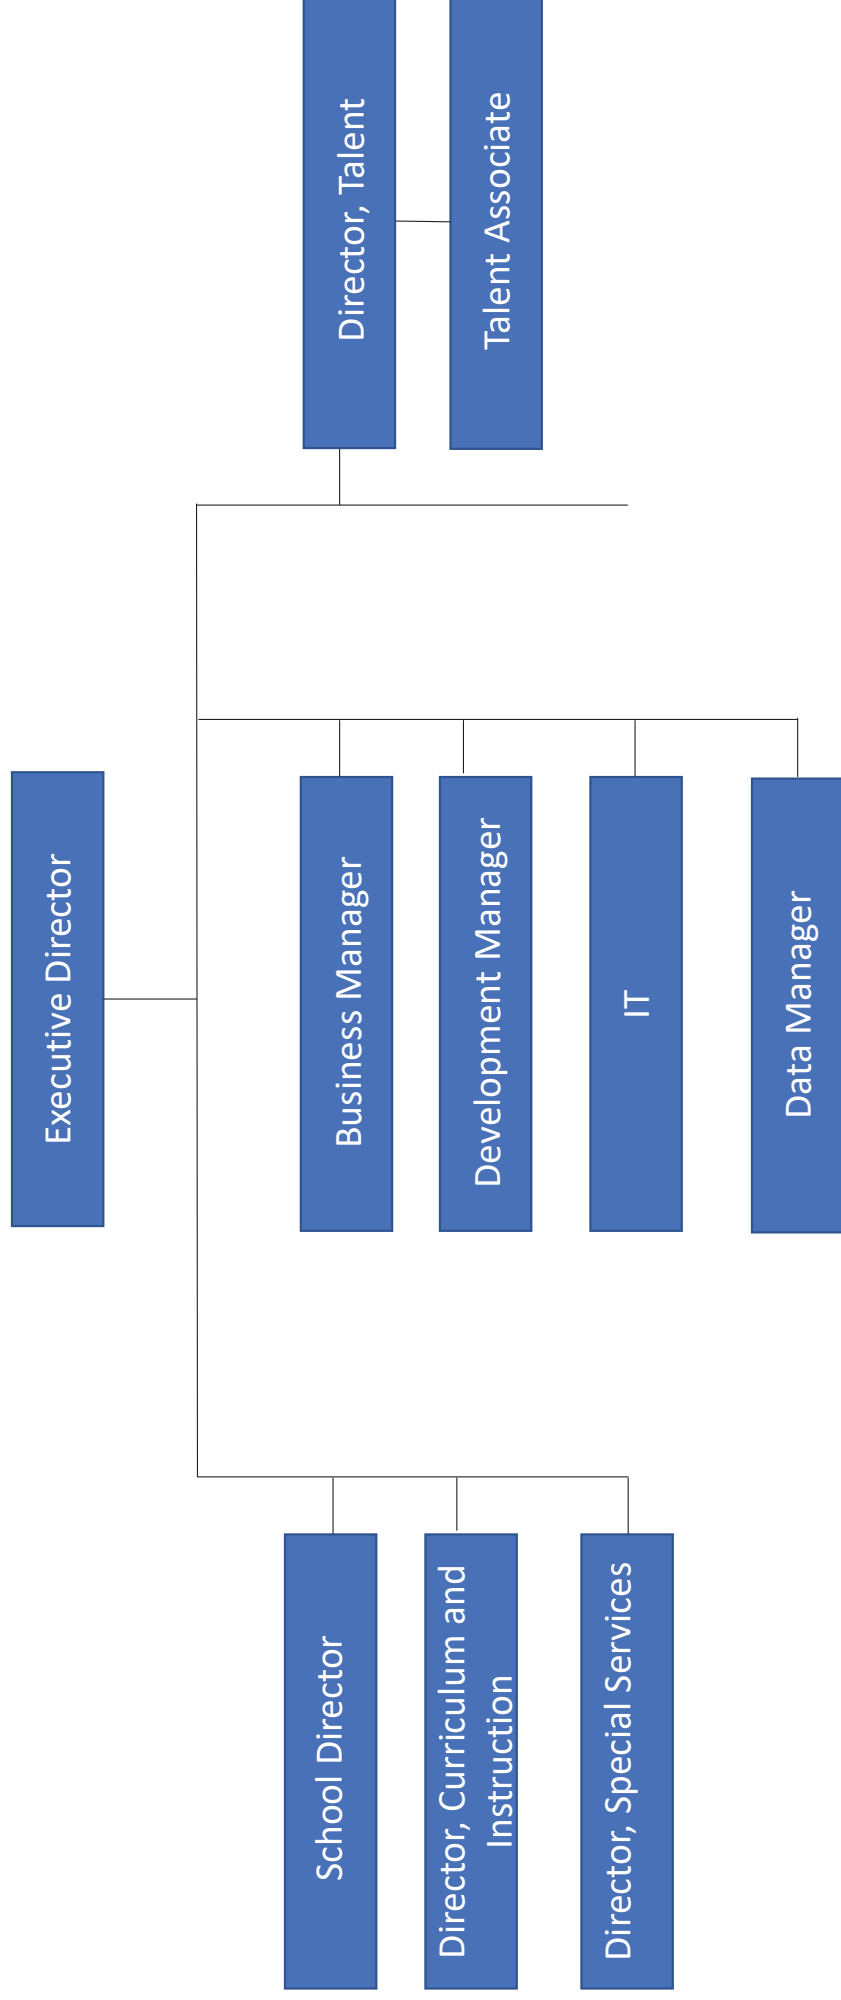 Executive Director
School Director
Director, Curriculum and
Instruction
Director, Special Services
Business Manager
Development Manager
IT
Data Manager
Director, Talent
Talent Associate